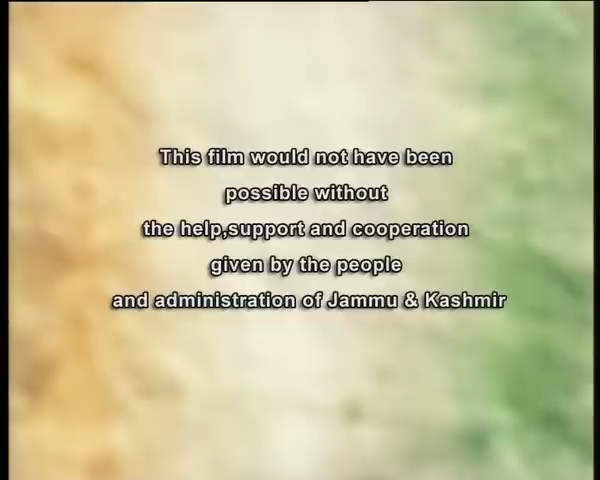 This film would not have been
possible without
the help,support and cooperation
given by the people
and administration of Jammu & Kashmir